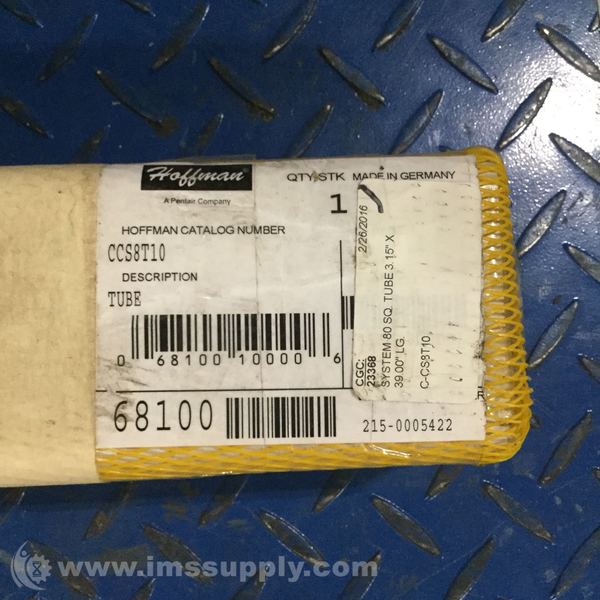 Hoffman
A Pentair Company
QTY/STK MADE IN GERMANY
1
HOFFMAN CATALOG NUMBER
CCS8T10
DESCRIPTION
TUBE
0 68100 10000 6
68100
215-0005422
2/26/2016
CGC:
23368
SYSTEM 80 SQ. TUBE 3.15" X
39.00" LG.
C-CS8T10,
www.imssupply.com